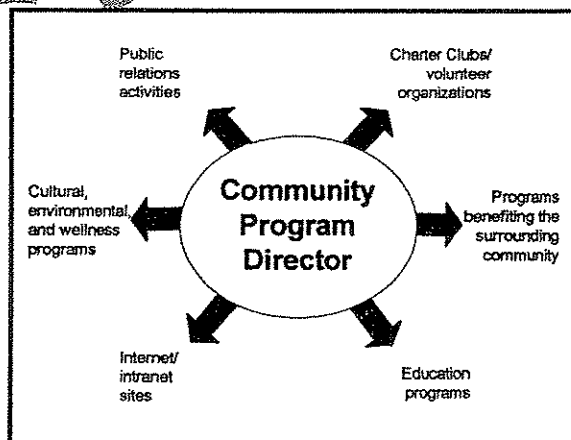 Public
relations
activities
Charter Clubs/
volunteer
organizations
Cultural,
environmental,
and wellness
programs
Community
Program
Director
Programs
benefiting the
surrounding
community
Internet/
intranet
sites
Education
programs